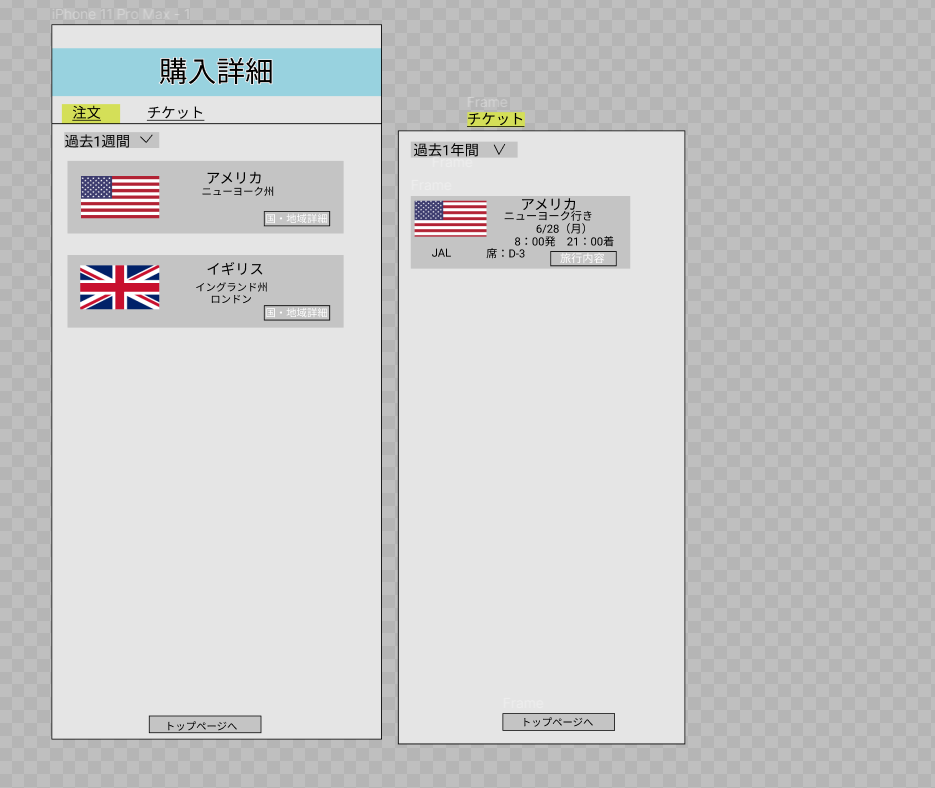 iPhone 11 Pro Max - 1
購入詳細
注文
チケット
過去1週間
アメリカ
ニューヨーク州
国・地域詳細
イギリス
イングランド州
ロンドン
国・地域詳細
トップページへ
Frame
チケット
過去1年間
Frame
Frame
アメリカ
ニューヨーク行き
6/28（月）
8：00発 21：00着
JAL
席：D-3
旅行内容
Frame
トップページへ